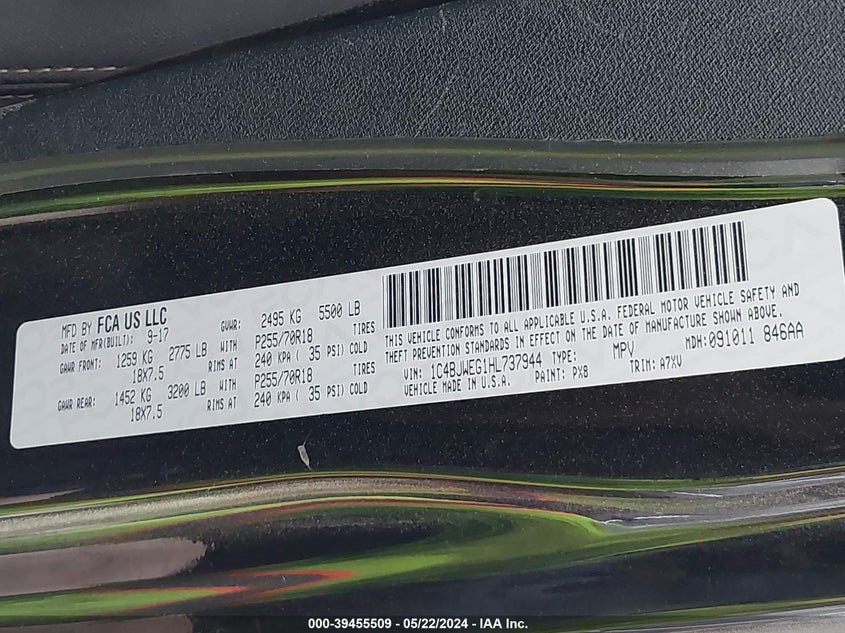 MFD BY FCA US LLC
DATE OF MFR(BUILT): 9-17 GVWR: 2495 KG 5500 LB
GAWR FRONT: 1259 KG 2775 LB WITH P255/70R18 TIRES
18X7.5 RIMS AT 240 KPA ( 35 PSI) COLD
GAWR REAR: 1452 KG 3200 LB WITH P255/70R18 TIRES
18X7.5 RIMS AT 240 KPA ( 35 PSI) COLD
THIS VEHICLE CONFORMS TO ALL APPLICABLE U.S.A. FEDERAL MOTOR VEHICLE SAFETY AND
THEFT PREVENTION STANDARDS IN EFFECT ON DATE OF MANUFACTURE SHOWN ABOVE.
VIN: 1C4BJWEG1HL737944 TYPE: MPV MDH: 091011 846AA
VEHICLE MADE IN U.S.A. PAINT: PX8 TRIM: A7XV
000-39455509 - 05/22/2024 - IAA Inc.